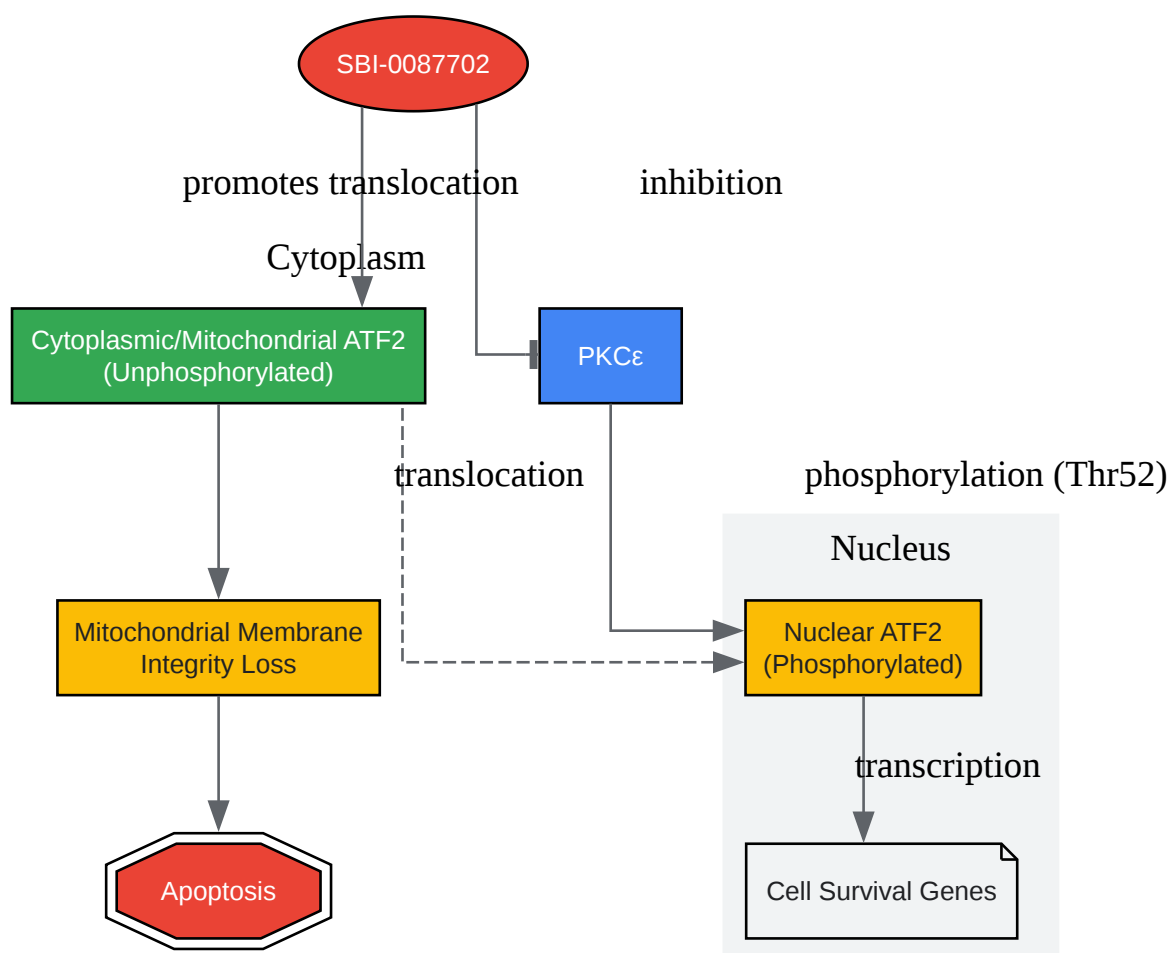 SBI-0087702
promotes translocation
inhibition
Cytoplasm
Cytoplasmic/Mitochondrial ATF2
(Unphosphorylated)
PKCε
translocation
phosphorylation (Thr52)
Nucleus
Mitochondrial Membrane
Integrity Loss
Nuclear ATF2
(Phosphorylated)
transcription
Apoptosis
Cell Survival Genes